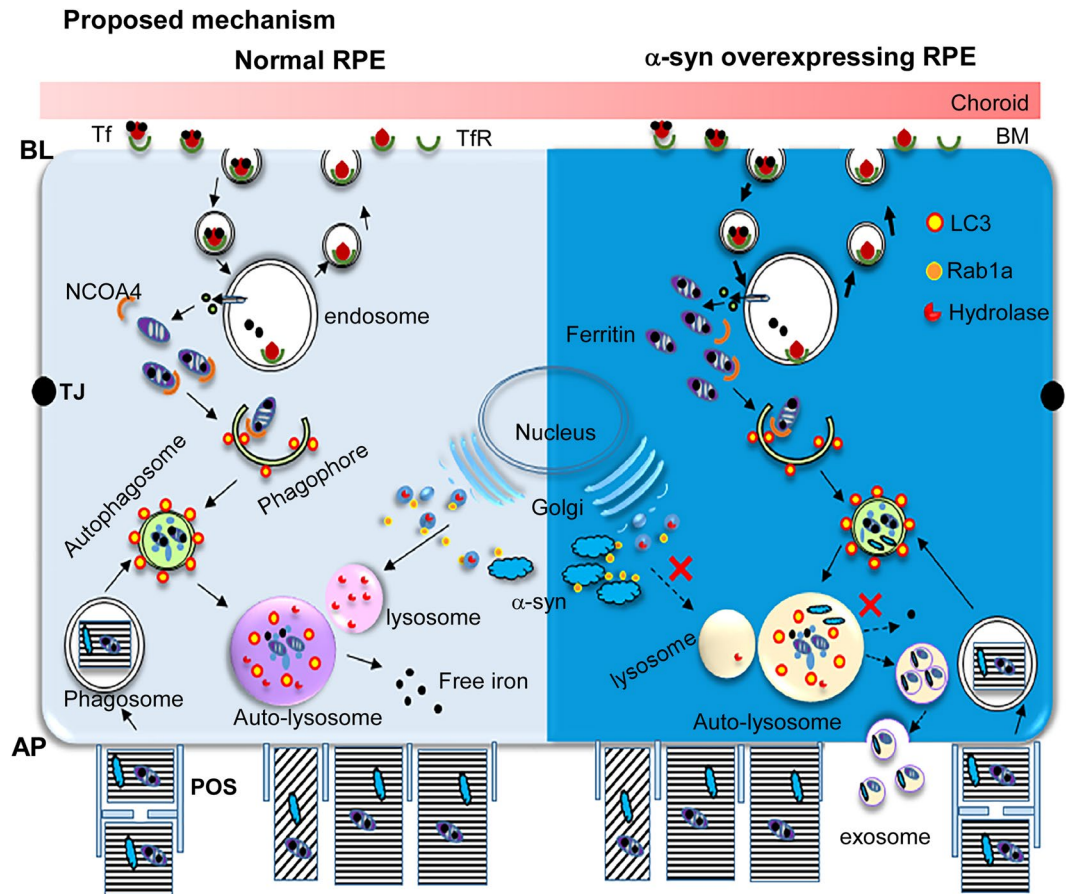 Proposed mechanism
Normal RPE
α-syn overexpressing RPE
Choroid
Tf
TfR
BM
BL
LC3
Rab1a
Hydrolase
NCOA4
endosome
Ferritin
TJ
Nucleus
Phagophore
Autophagosome
Golgi
α-syn
lysosome
lysosome
Phagosome
Free iron
Auto-lysosome
Auto-lysosome
AP
POS
exosome